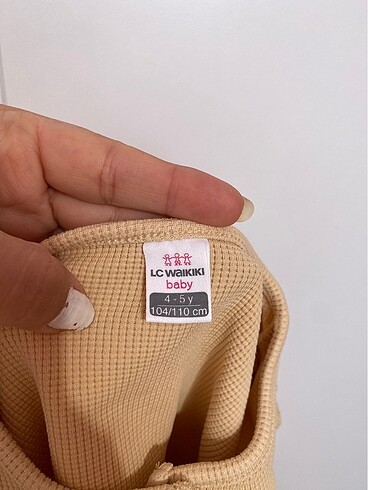 LC WAIKIKI
baby
4 - 5 y
104/110 cm